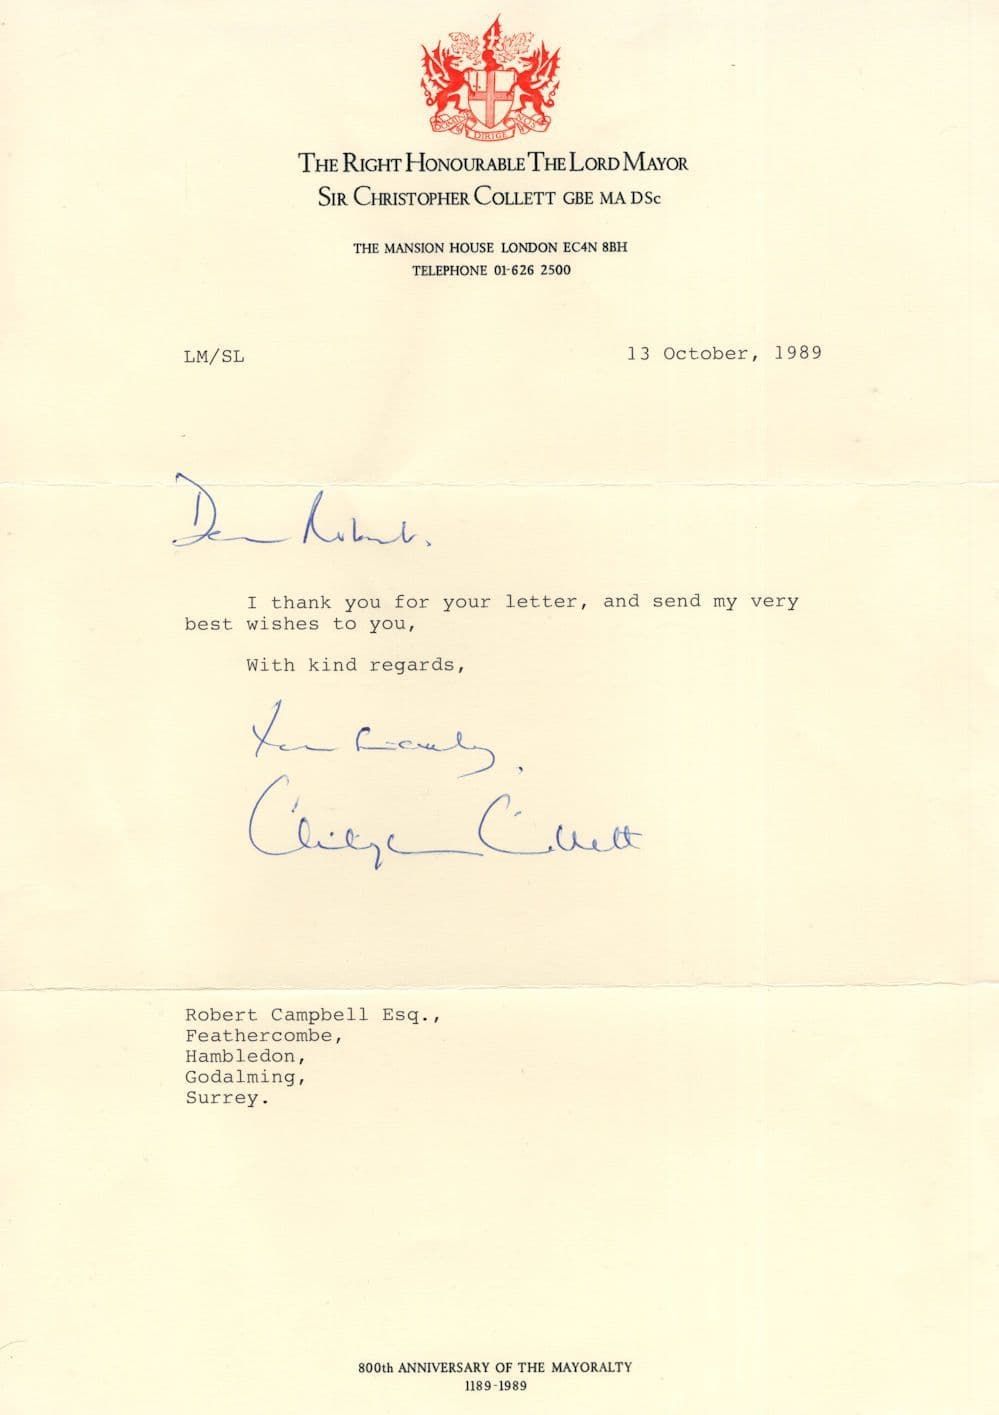 DOMINE DIRIGE NOS
THE RIGHT HONOURABLE THE LORD MAYOR
SIR CHRISTOPHER COLLETT GBE MA DSc
THE MANSION HOUSE LONDON EC4N 8BH
TELEPHONE 01-626 2500
LM/SL
13 October, 1989
Dear Robert.
I thank you for your letter, and send my very
best wishes to you,
With kind regards,
Yours sincerely,
Christopher Collett
Robert Campbell Esq.,
Feathercombe,
Hambledon,
Godalming,
Surrey.
800th ANNIVERSARY OF THE MAYORALTY
1189-1989